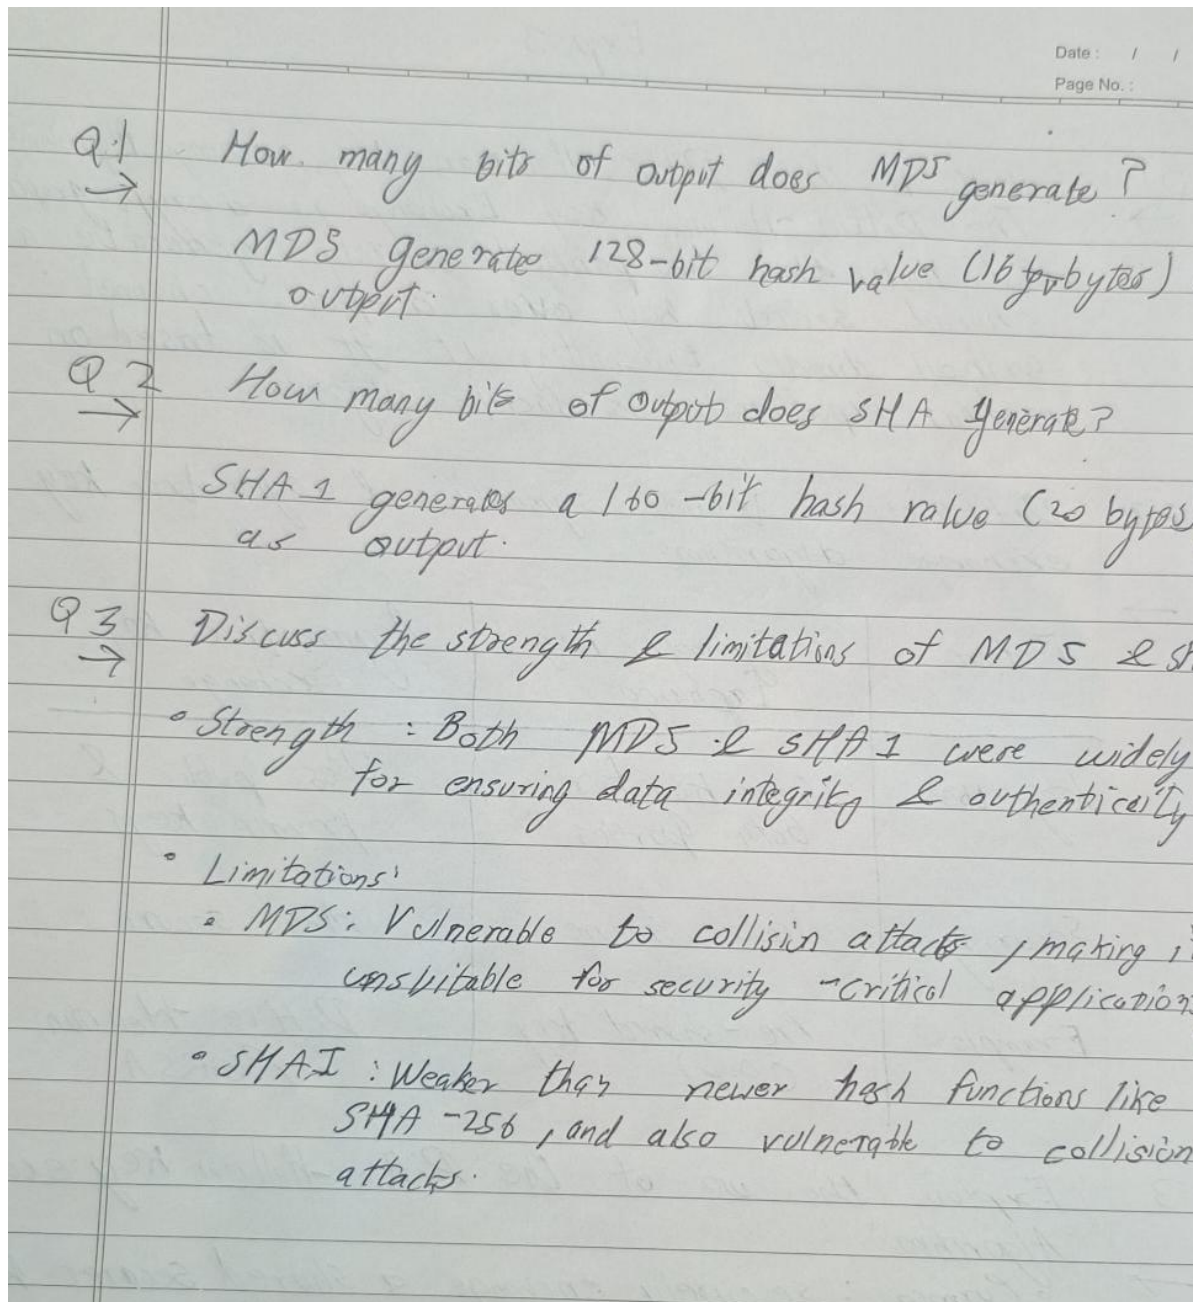 Date : / /
Page No. :
Q.1 How many bits of output does MD5 generate ?
→
MD5 generates 128-bit hash value (16 bytes)
output.
Q 2 How many bits of output does SHA generate?
→
SHA 1 generates a 160-bit hash value (20 bytes
as output.
Q 3 Discuss the strength & limitations of MD5 & SH
→
• Strength : Both MD5 & SHA 1 were widely
for ensuring data integrity & authenticity
• Limitations:
• MD5: Vulnerable to collisin attacks, making i
unsuitable for security-critical application
• SHA1 : Weaker than newer hash functions like
SHA-256, and also vulnerable to collision
attacks.